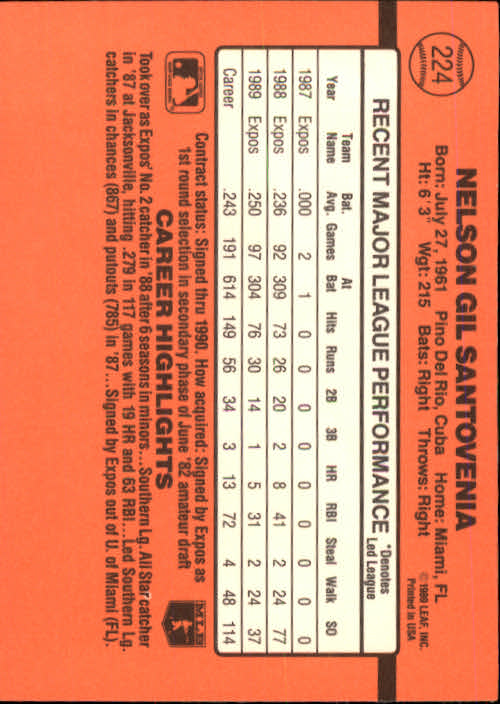 224
NELSON GIL SANTOVENIA
Born: July 27, 1961 Pino Del Rio, Cuba Home: Miami, FL
Ht: 6'3" Wgt: 215 Bats: Right Throws: Right
© 1989 LEAF, INC.
Printed in USA
RECENT MAJOR LEAGUE PERFORMANCE *Denotes Led League
Year Team Name Bat. Avg. Games At Bat Hits Runs 2B 3B HR RBI Steal Walk SO
1987 Expos .000 2 1 0 0 0 0 0 0 0 0 0
1988 Expos .236 92 309 73 26 20 2 8 41 2 24 77
1989 Expos .250 97 304 76 30 14 1 5 31 2 24 37
Career .243 191 614 149 56 34 3 13 72 4 48 114
Contract status: Signed thru 1990. How acquired: Signed by Expos as
1st round selection in secondary phase of June '82 amateur draft
CAREER HIGHLIGHTS
Took over as Expos' No. 2 catcher in '88 after 6 seasons in minors... Southern Lg. All Star catcher
in '87 at Jacksonville, hitting .279 in 117 games with 19 HR and 63 RBI... Led Southern Lg.
catchers in chances (867) and putouts (785) in '87... Signed by Expos out of U. of Miami (FL).
MLB